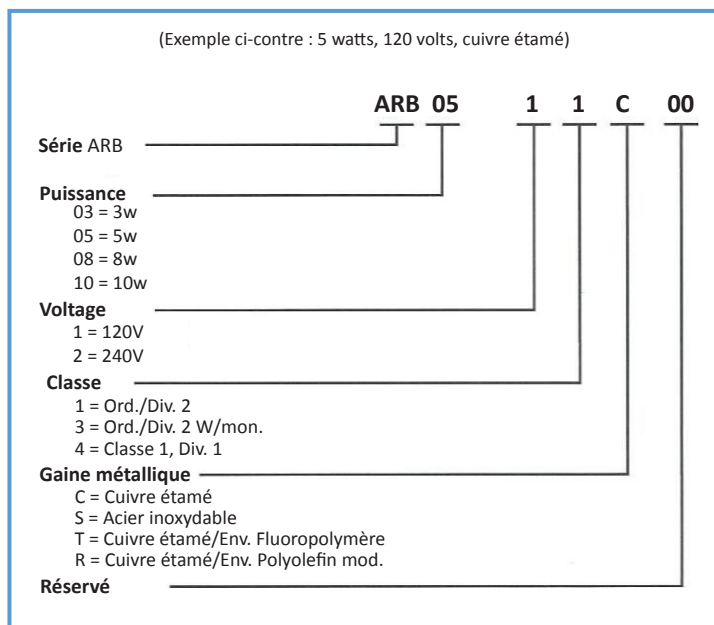 (Exemple ci-contre : 5 watts, 120 volts, cuivre étamé)
ARB 05 1 1 C 00
Série ARB
Puissance
03 = 3w
05 = 5w
08 = 8w
10 = 10w
Voltage
1 = 120V
2 = 240V
Classe
1 = Ord./Div. 2
3 = Ord./Div. 2 W/mon.
4 = Classe 1, Div. 1
Gaine métallique
C = Cuivre étamé
S = Acier inoxydable
T = Cuivre étamé/Env. Fluoropolymère
R = Cuivre étamé/Env. Polyolefin mod.
Réservé